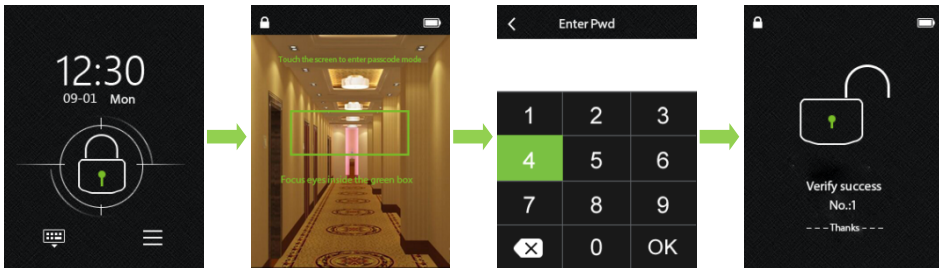 12:30
09-01 Mon
Touch the screen to enter passcode mode
Focus eyes inside the green box
Enter Pwd
1 2 3
4 5 6
7 8 9
0 OK
Verify success
No.:1
---Thanks---